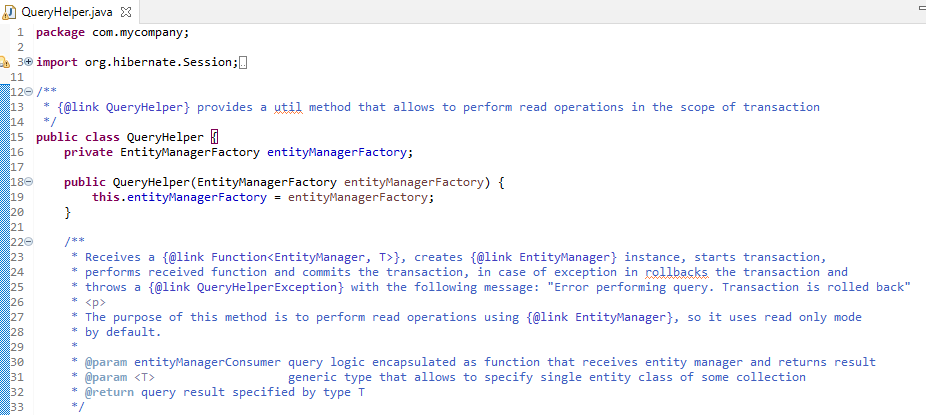 QueryHelper.java
1 package com.mycompany;
2
3 import org.hibernate.Session;
11
12 /**
13 * {@link QueryHelper} provides a util method that allows to perform read operations in the scope of transaction
14 */
15 public class QueryHelper {
16 private EntityManagerFactory entityManagerFactory;
17
18 public QueryHelper(EntityManagerFactory entityManagerFactory) {
19 this.entityManagerFactory = entityManagerFactory;
20 }
21
22 /**
23 * Receives a {@link Function<EntityManager, T>}, creates {@link EntityManager} instance, starts transaction,
24 * performs received function and commits the transaction, in case of exception in rollbacks the transaction and
25 * throws a {@link QueryHelperException} with the following message: "Error performing query. Transaction is rolled back"
26 * <p>
27 * The purpose of this method is to perform read operations using {@link EntityManager}, so it uses read only mode
28 * by default.
29 *
30 * @param entityManagerConsumer query logic encapsulated as function that receives entity manager and returns result
31 * @param <T> generic type that allows to specify single entity class of some collection
32 * @return query result specified by type T
33 */